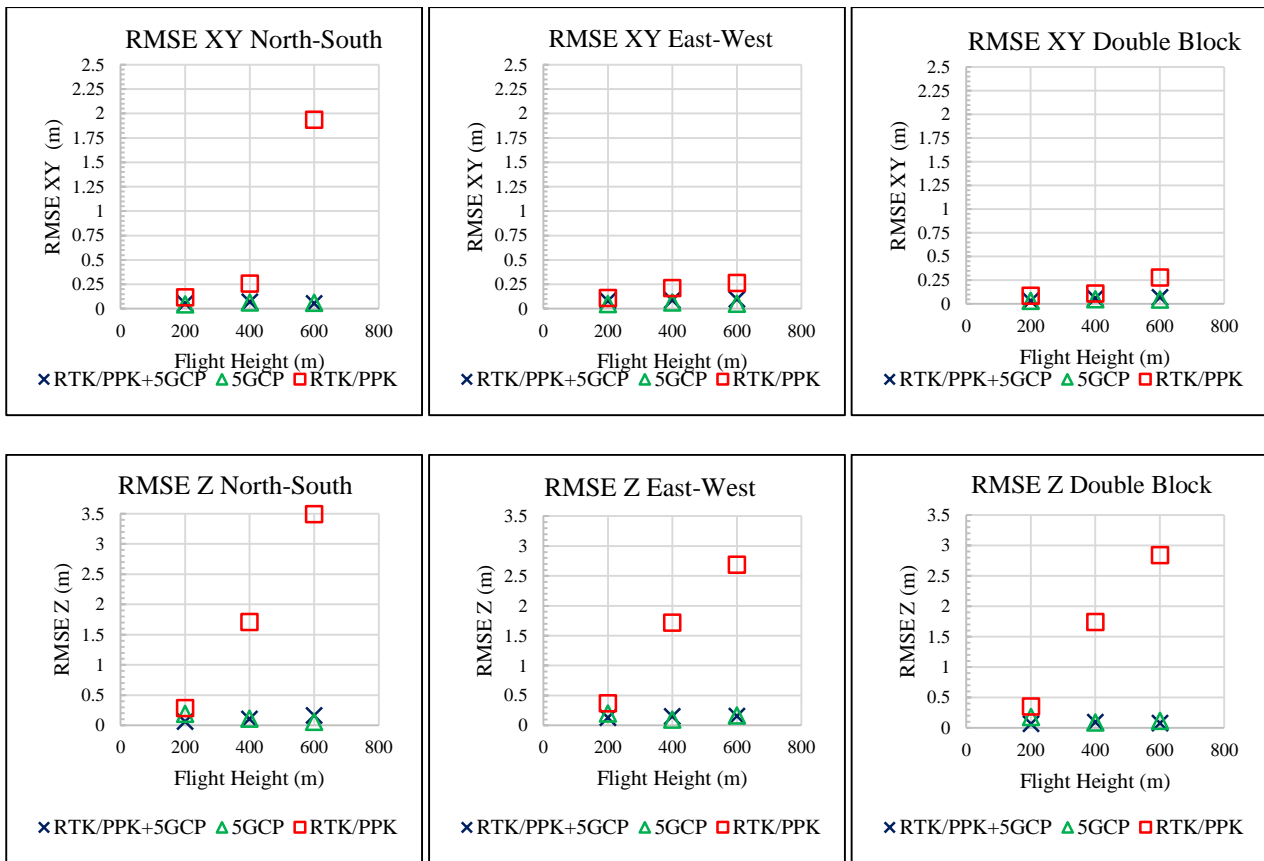 RMSE XY North-South
2.5
2.25
2
1.75
1.5
1.25
1
0.75
0.5
0.25
0
RMSE XY (m)
0 200 400 600 800
Flight Height (m)
RTK/PPK+5GCP 5GCP RTK/PPK
RMSE XY East-West
2.5
2.25
2
1.75
1.5
1.25
1
0.75
0.5
0.25
0
RMSE XY (m)
0 200 400 600 800
Flight Height (m)
RTK/PPK+5GCP 5GCP RTK/PPK
RMSE XY Double Block
2.5
2.25
2
1.75
1.5
1.25
1
0.75
0.5
0.25
0
RMSE XY (m)
0 200 400 600 800
Flight Height (m)
RTK/PPK+5GCP 5GCP RTK/PPK
RMSE Z North-South
3.5
3
2.5
2
1.5
1
0.5
0
RMSE Z (m)
0 200 400 600 800
Flight Height (m)
RTK/PPK+5GCP 5GCP RTK/PPK
RMSE Z East-West
3.5
3
2.5
2
1.5
1
0.5
0
RMSE Z (m)
0 200 400 600 800
Flight Height (m)
RTK/PPK+5GCP 5GCP RTK/PPK
RMSE Z Double Block
3.5
3
2.5
2
1.5
1
0.5
0
RMSE Z (m)
0 200 400 600 800
Flight Height (m)
RTK/PPK+5GCP 5GCP RTK/PPK